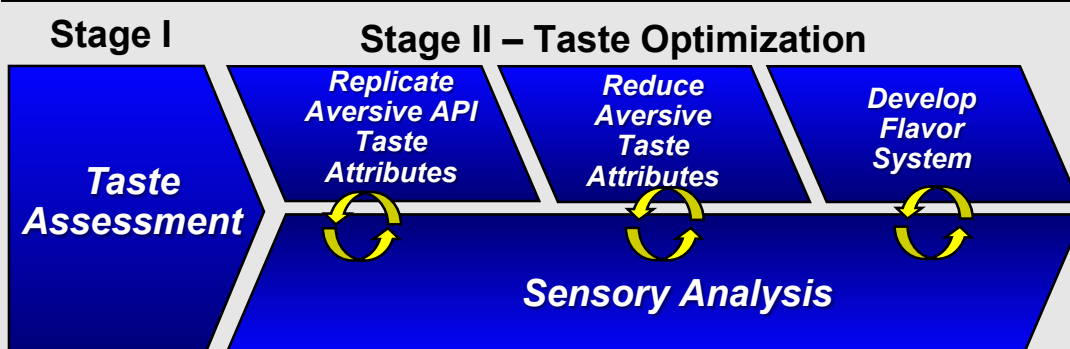 Stage I
Stage II – Taste Optimization
Taste
Assessment
Replicate
Aversive API
Taste
Attributes
Reduce
Aversive
Taste
Attributes
Develop
Flavor
System
Sensory Analysis